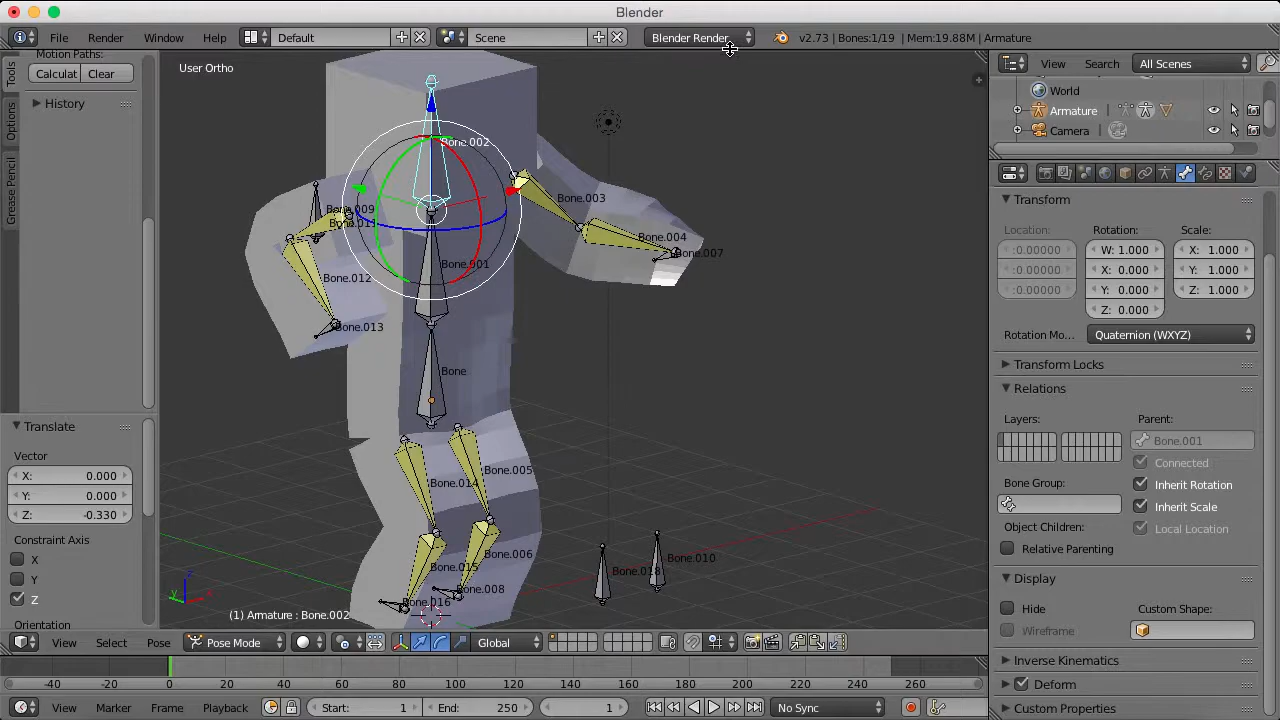 Blender
File Render Window Help Default Scene Blender Render v2.73 | Bones:1/19 | Mem:19.88M | Armature
Motion Paths:
Calculat Clear
History
Tools
Options
Grease Pencil
Translate
Vector
X: 0.000
Y: 0.000
Z: -0.330
Constraint Axis
X
Y
Z
Orientation
User Ortho
Bone.002
Bone.003
Bone.009
Bone.004
Bone.007
Bone.001
Bone.012
Bone.013
Bone
Bone.005
Bone.014
Bone.006
Bone.010
Bone.015
Bone.018
Bone.008
Bone.016
z
y
x
(1) Armature : Bone.002
View Select Pose Pose Mode Global
-40 -20 0 20 40 60 80 100 120 140 160 180 200 220 240 260
View Marker Frame Playback Start: 1 End: 250 1 No Sync
View Search All Scenes
World
Armature
Camera
Transform
Location: Rotation: Scale:
:0.00000 W: 1.000 X: 1.000
:0.00000 X: 0.000 Y: 1.000
:0.00000 Y: 0.000 Z: 1.000
Z: 0.000
Rotation Mo... Quaternion (WXYZ)
Transform Locks
Relations
Layers: Parent:
Bone.001
Connected
Bone Group: Inherit Rotation
Inherit Scale
Object Children: Local Location
Relative Parenting
Display
Hide Custom Shape:
Wireframe
Inverse Kinematics
Deform
Custom Properties